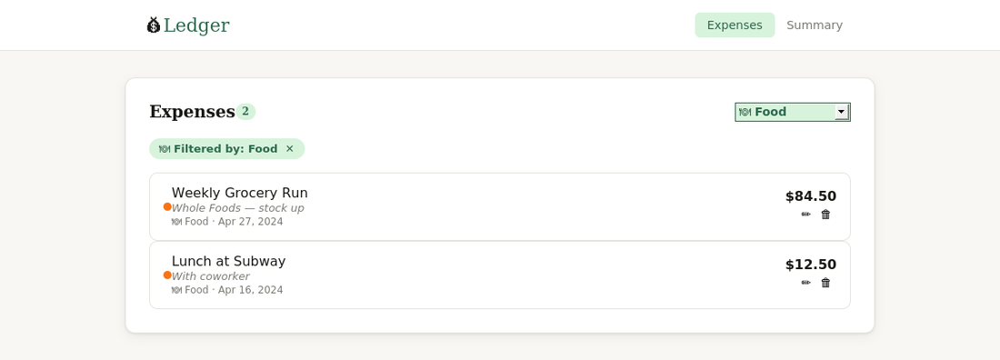 Ledger
Expenses Summary
Expenses 2
🍽 Food
🍽 Filtered by: Food ✕
Weekly Grocery Run
$84.50
Whole Foods — stock up
🍽 Food · Apr 27, 2024
Lunch at Subway
$12.50
With coworker
🍽 Food · Apr 16, 2024